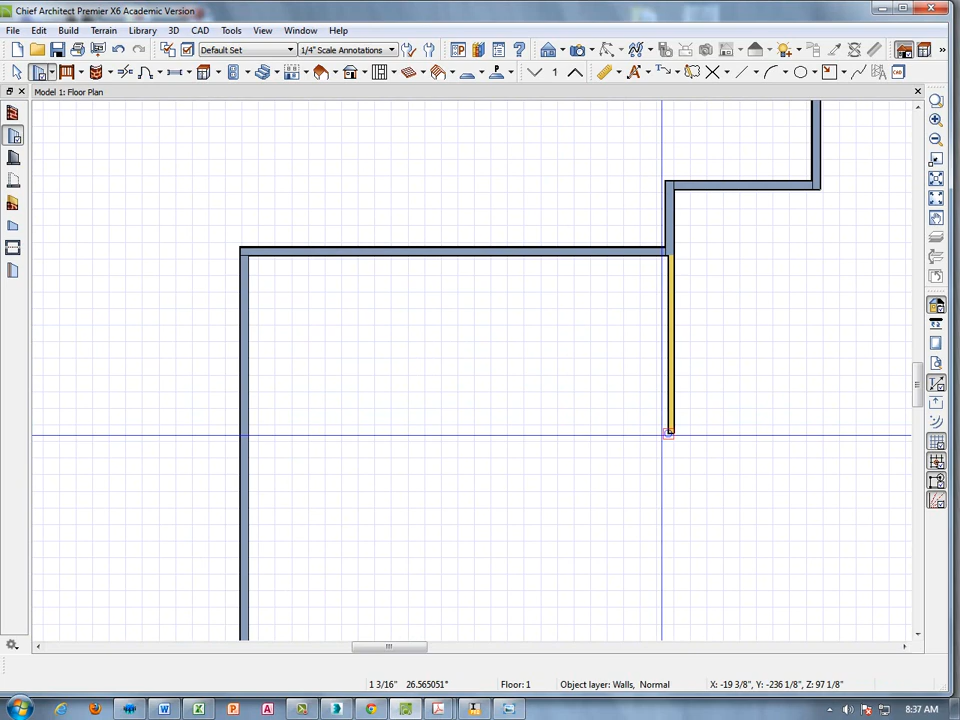 Chief Architect Premier X6 Academic Version
File Edit Build Terrain Library 3D CAD Tools View Window Help
Default Set 1/4" Scale Annotations
1
Model 1: Floor Plan
1 3/16" 26.565051° Floor: 1 Object layer: Walls, Normal X: -19 3/8", Y: -236 1/8", Z: 97 1/8"
8:37 AM